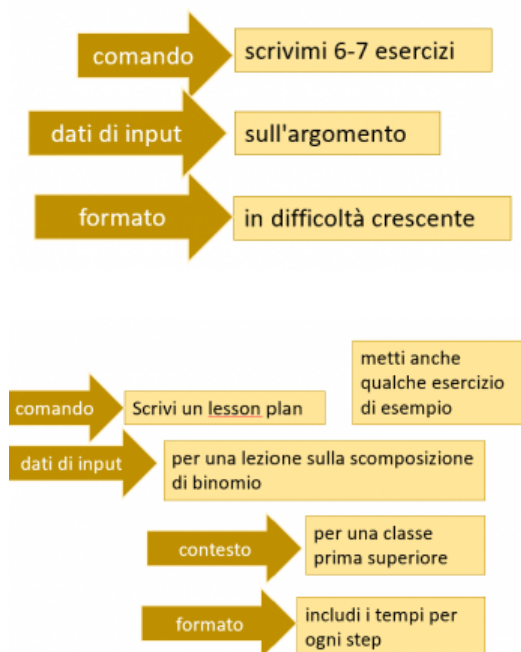 comando
scrivimi 6-7 esercizi
dati di input
sull'argomento
formato
in difficoltà crescente
metti anche
qualche esercizio
di esempio
comando
Scrivi un lesson plan
dati di input
per una lezione sulla scomposizione
di binomio
contesto
per una classe
prima superiore
formato
includi i tempi per
ogni step